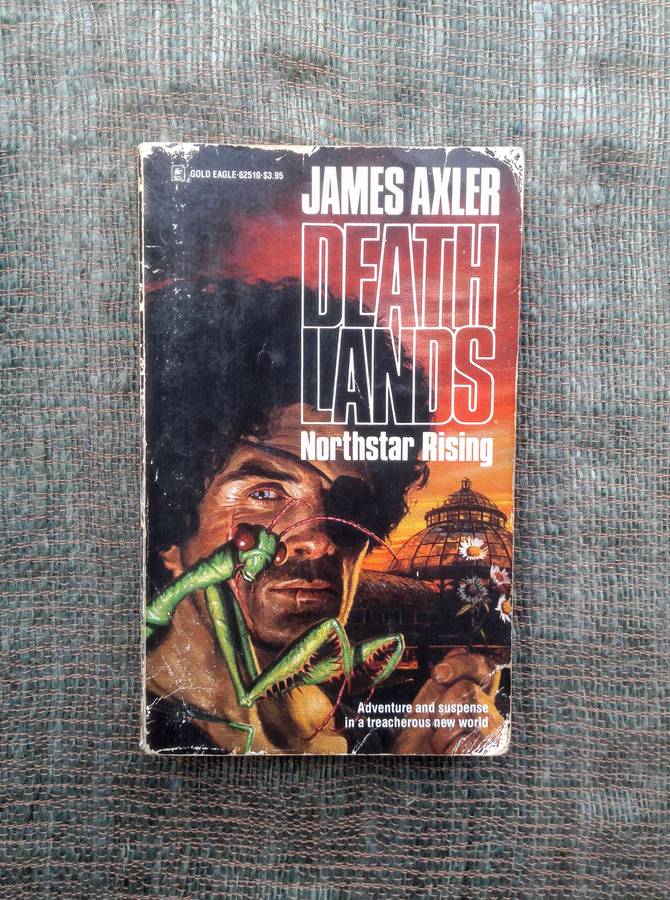 GOLD EAGLE·62510·$3.95
JAMES AXLER
DEATH
LANDS
Northstar Rising
Adventure and suspense
in a treacherous new world